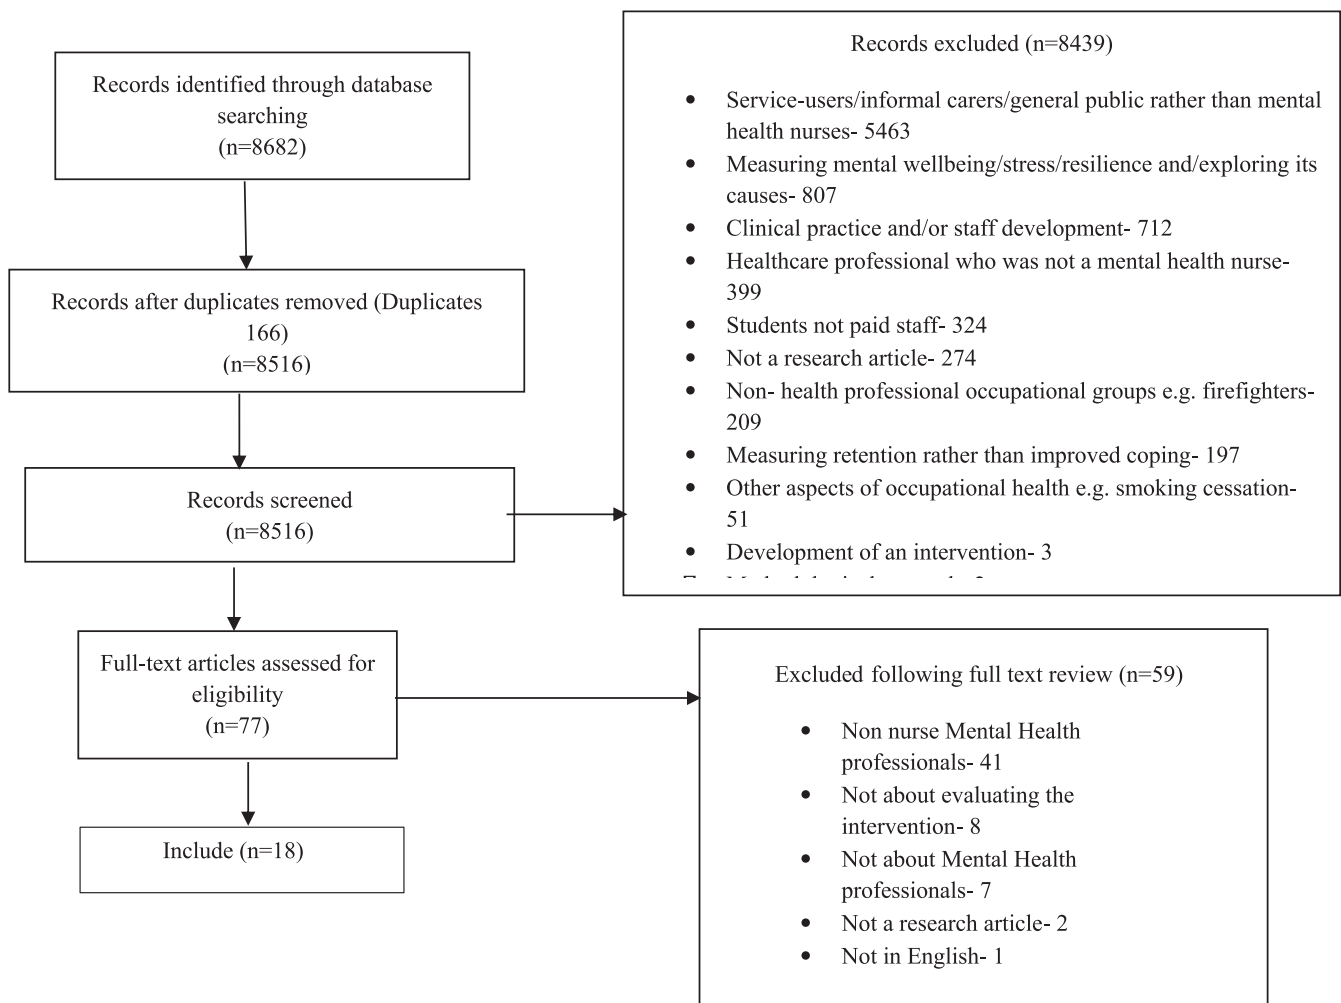 Records identified through database
searching
(n=8682)
Records after duplicates removed (Duplicates
166)
(n=8516)
Records screened
(n=8516)
Full-text articles assessed for
eligibility
(n=77)
Include (n=18)
Records excluded (n=8439)
• Service-users/informal carers/general public rather than mental
health nurses- 5463
• Measuring mental wellbeing/stress/resilience and/exploring its
causes- 807
• Clinical practice and/or staff development- 712
• Healthcare professional who was not a mental health nurse-
399
• Students not paid staff- 324
• Not a research article- 274
• Non- health professional occupational groups e.g. firefighters-
209
• Measuring retention rather than improved coping- 197
• Other aspects of occupational health e.g. smoking cessation-
51
• Development of an intervention- 3
Excluded following full text review (n=59)
• Non nurse Mental Health
professionals- 41
• Not about evaluating the
intervention- 8
• Not about Mental Health
professionals- 7
• Not a research article- 2
• Not in English- 1